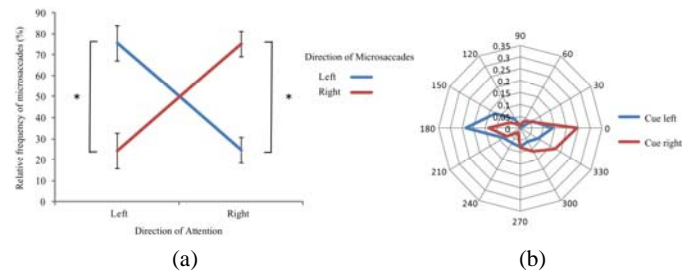 90
80
70
60
50
40
30
20
10
0
Relative frequency of microsaccades (%)
*
*
Left
Right
Direction of Attention
Direction of Microsaccades
Left
Right
(a)
90
120
60
150
30
180
0
210
330
240
300
270
0,35
0,3
0,25
0,2
0,15
0,1
0,05
0
Cue left
Cue right
(b)